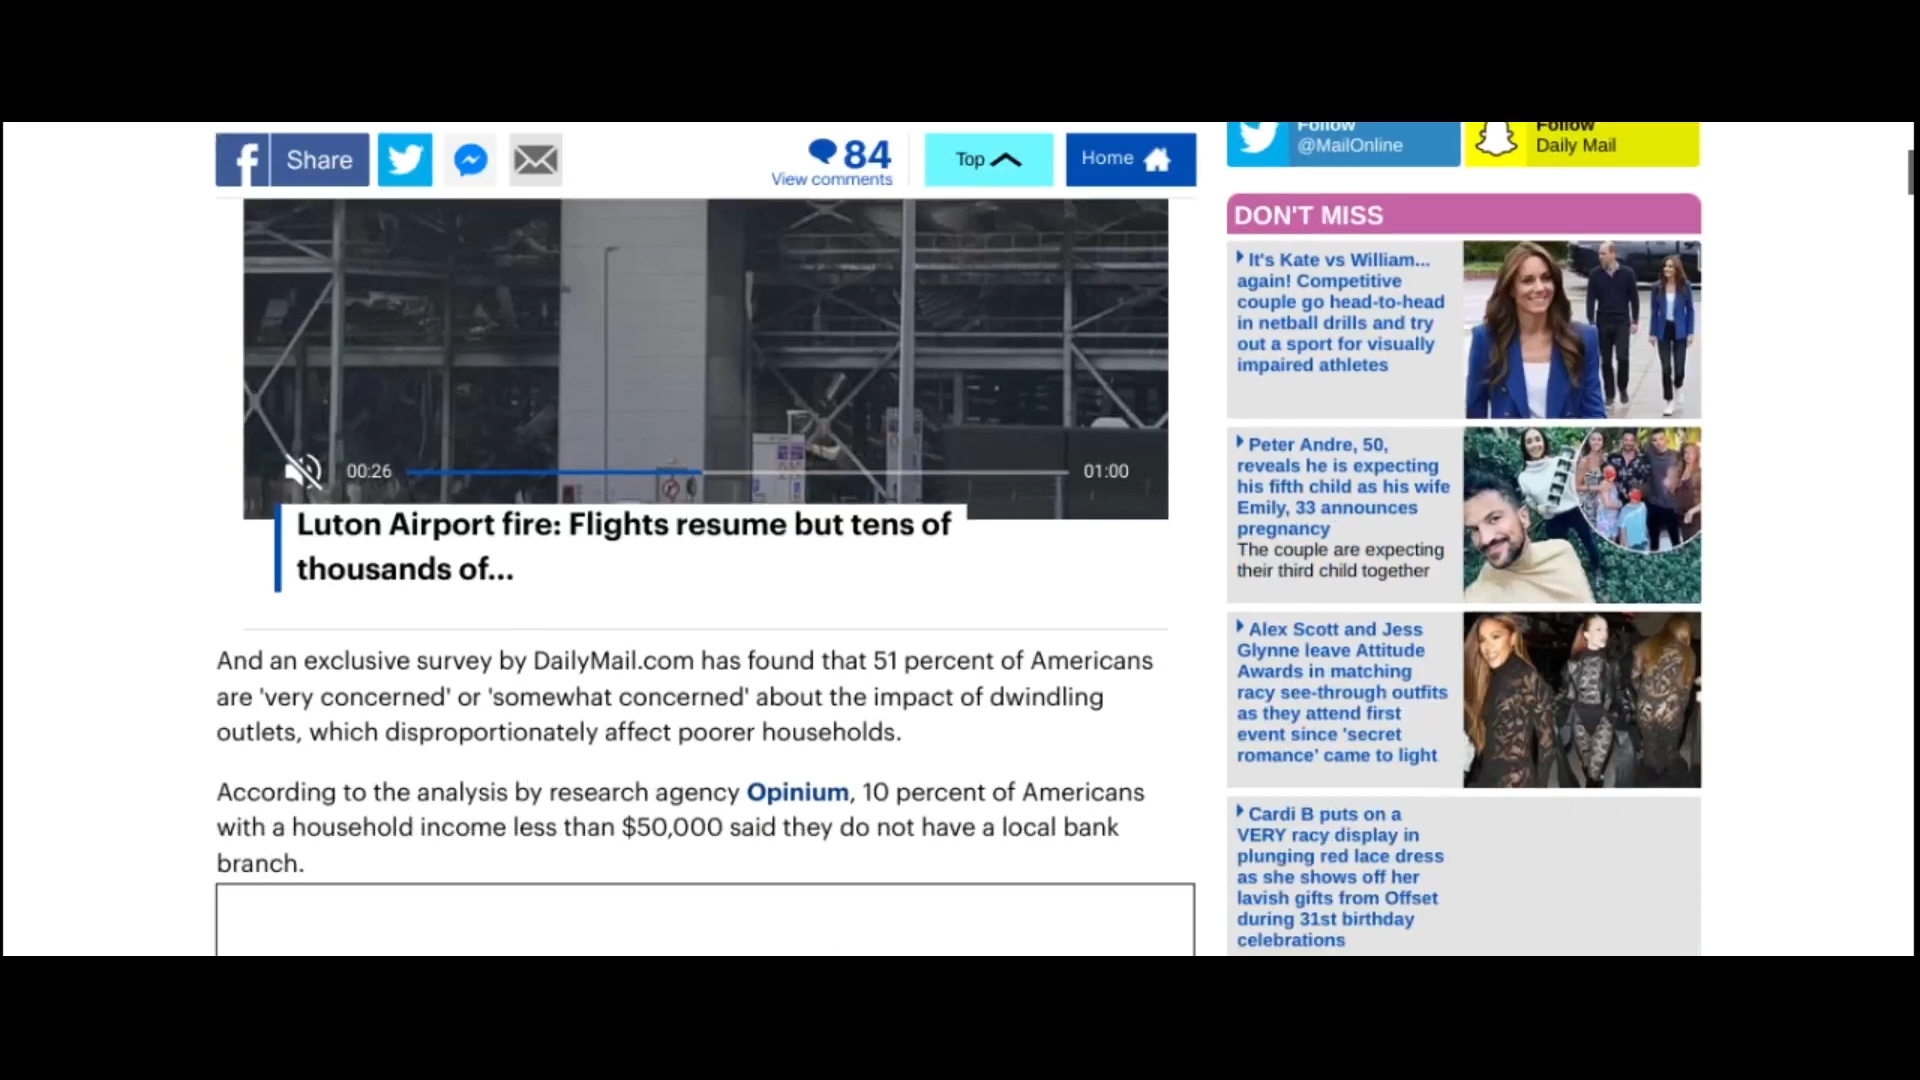 Share
84
View comments
Top
Home
Follow
@MailOnline
Follow
Daily Mail
00:26
01:00
Luton Airport fire: Flights resume but tens of
thousands of...
And an exclusive survey by DailyMail.com has found that 51 percent of Americans
are 'very concerned' or 'somewhat concerned' about the impact of dwindling
outlets, which disproportionately affect poorer households.
According to the analysis by research agency Opinium, 10 percent of Americans
with a household income less than $50,000 said they do not have a local bank
branch.
DON'T MISS
It's Kate vs William...
again! Competitive
couple go head-to-head
in netball drills and try
out a sport for visually
impaired athletes
Peter Andre, 50,
reveals he is expecting
his fifth child as his wife
Emily, 33 announces
pregnancy
The couple are expecting
their third child together
Alex Scott and Jess
Glynne leave Attitude
Awards in matching
racy see-through outfits
as they attend first
event since 'secret
romance' came to light
Cardi B puts on a
VERY racy display in
plunging red lace dress
as she shows off her
lavish gifts from Offset
during 31st birthday
celebrations